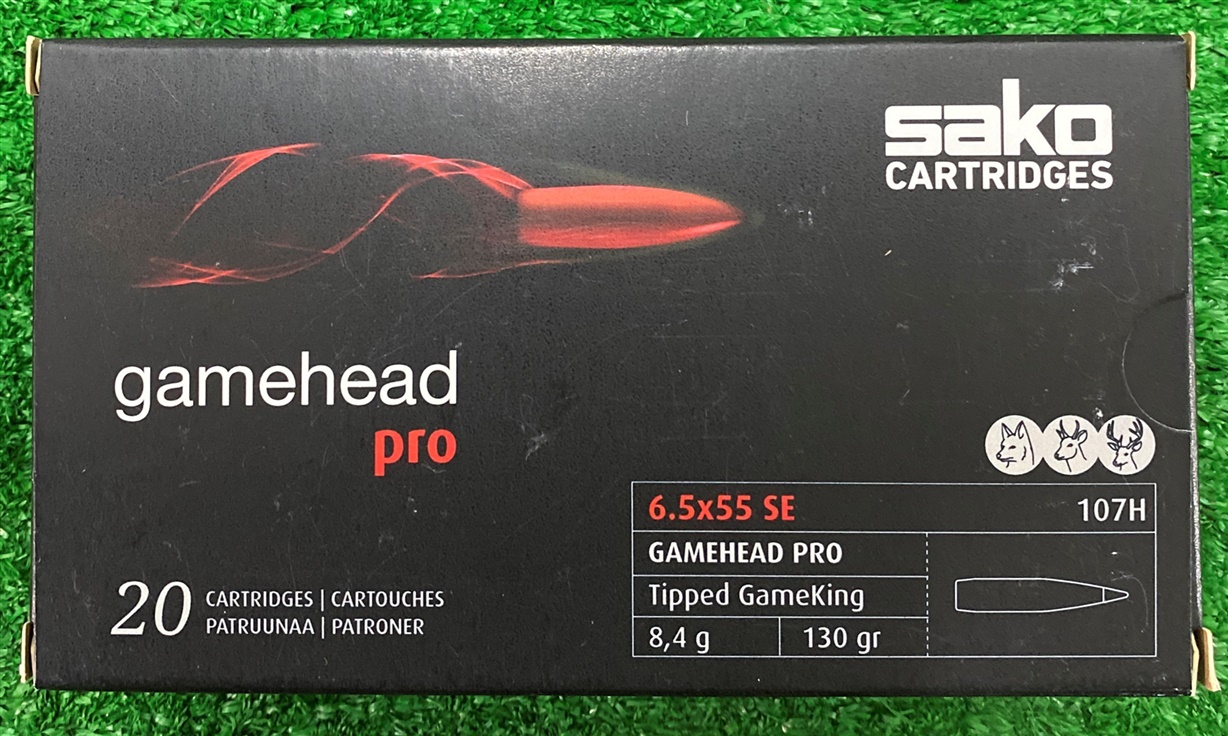 sako
CARTRIDGES
gamehead
pro
6.5x55 SE 107H
GAMEHEAD PRO
Tipped GameKing
8,4 g 130 gr
20 CARTRIDGES | CARTOUCHES
PATRUUNAA | PATRONER